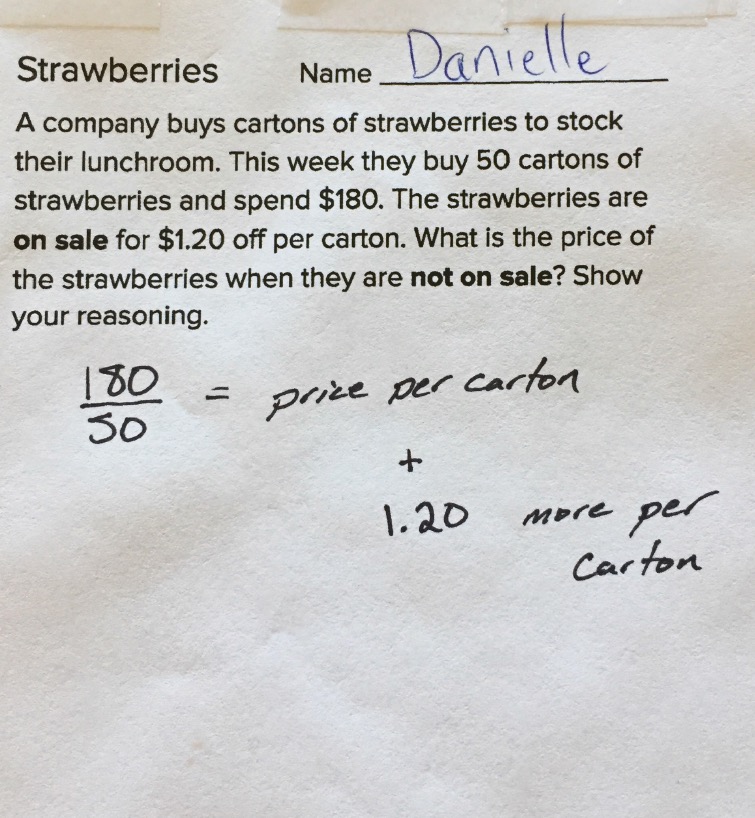 Strawberries Name Danielle
A company buys cartons of strawberries to stock
their lunchroom. This week they buy 50 cartons of
strawberries and spend $180. The strawberries are
on sale for $1.20 off per carton. What is the price of
the strawberries when they are not on sale? Show
your reasoning.
180
50
= price per carton
+
1.20 more per
carton